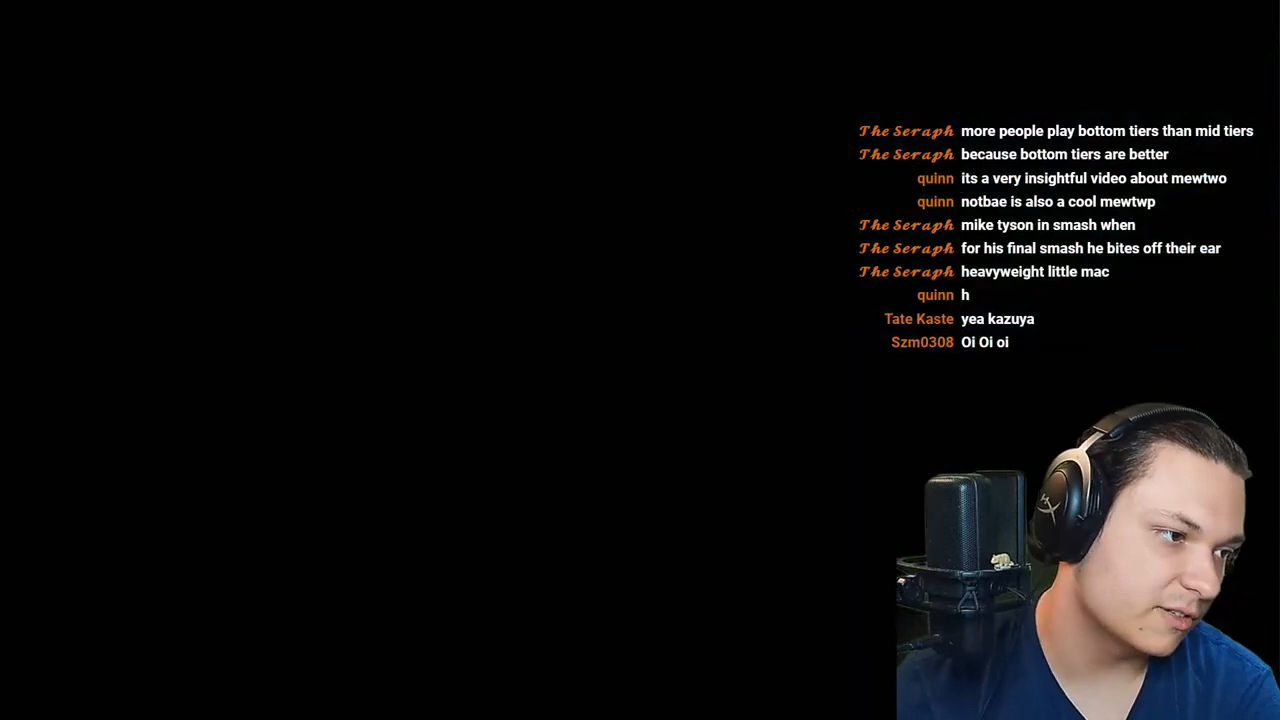 The Seraph more people play bottom tiers than mid tiers
The Seraph because bottom tiers are better
quinn its a very insightful video about mewtwo
quinn notbae is also a cool mewtwp
The Seraph mike tyson in smash when
The Seraph for his final smash he bites off their ear
The Seraph heavyweight little mac
quinn h
Tate Kaste yea kazuya
Szm0308 Oi Oi oi